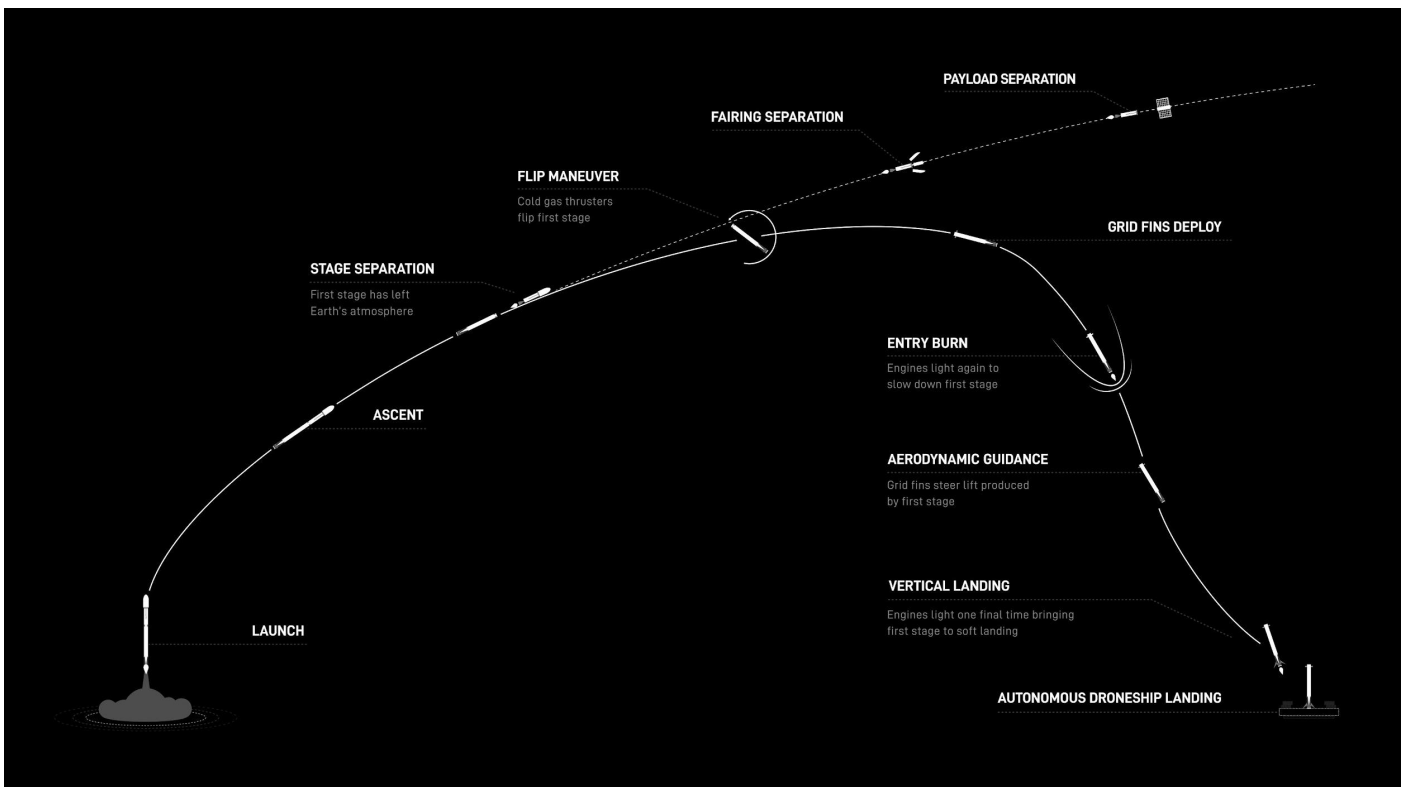 PAYLOAD SEPARATION
FAIRING SEPARATION
FLIP MANEUVER
Cold gas thrusters
flip first stage
GRID FINS DEPLOY
STAGE SEPARATION
First stage has left
Earth's atmosphere
ENTRY BURN
Engines light again to
slow down first stage
ASCENT
AERODYNAMIC GUIDANCE
Grid fins steer lift produced
by first stage
VERTICAL LANDING
Engines light one final time bringing
first stage to soft landing
LAUNCH
AUTONOMOUS DRONESHIP LANDING